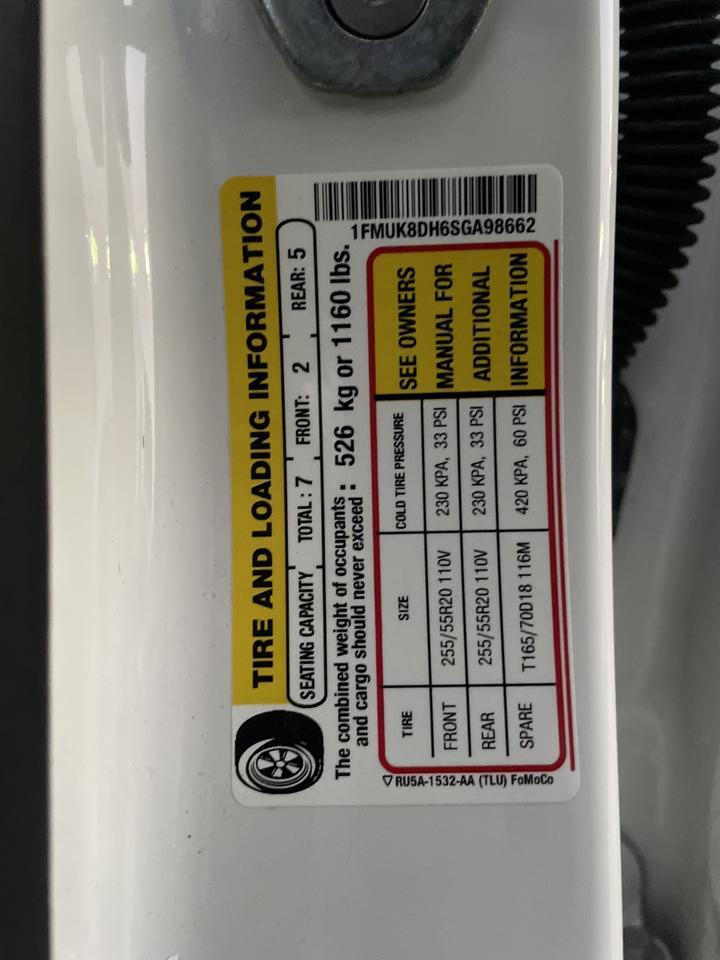 TIRE AND LOADING INFORMATION
SEATING CAPACITY TOTAL : 7 FRONT: 2 REAR: 5
1FMUK8DH6SGA98662
The combined weight of occupants
and cargo should never exceed : 526 kg or 1160 lbs.
TIRE SIZE COLD TIRE PRESSURE SEE OWNERS
FRONT 255/55R20 110V 230 KPA, 33 PSI MANUAL FOR
REAR 255/55R20 110V 230 KPA, 33 PSI ADDITIONAL
SPARE T165/70D18 116M 420 KPA, 60 PSI INFORMATION
▽RU5A-1532-AA (TLU) FoMoCo